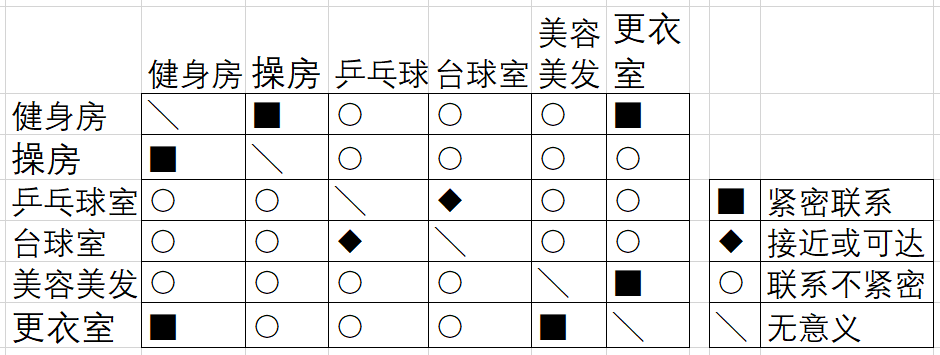 美容 更衣
健身房 操房 乒乓球 台球室 美发 室
健身房 ╲ ■ ○ ○ ○ ■
操房 ■ ╲ ○ ○ ○ ○
乒乓球室 ○ ○ ╲ ◆ ○ ○ ■ 紧密联系
台球室 ○ ○ ◆ ╲ ○ ○ ◆ 接近或可达
美容美发 ○ ○ ○ ○ ╲ ■ ○ 联系不紧密
更衣室 ■ ○ ○ ○ ■ ╲ ╲ 无意义